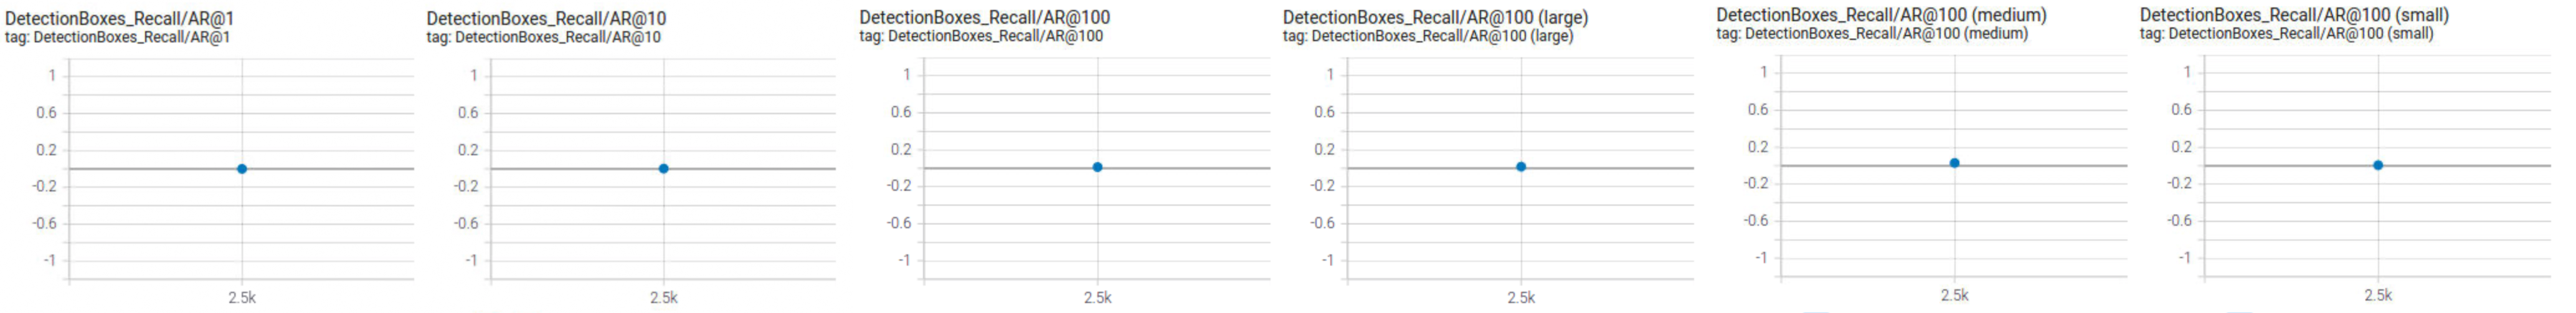 DetectionBoxes_Recall/AR@1
tag: DetectionBoxes_Recall/AR@1
1
0.6
0.2
-0.2
-0.6
-1
2.5k
DetectionBoxes_Recall/AR@10
tag: DetectionBoxes_Recall/AR@10
1
0.6
0.2
-0.2
-0.6
-1
2.5k
DetectionBoxes_Recall/AR@100
tag: DetectionBoxes_Recall/AR@100
1
0.6
0.2
-0.2
-0.6
-1
2.5k
DetectionBoxes_Recall/AR@100 (large)
tag: DetectionBoxes_Recall/AR@100 (large)
1
0.6
0.2
-0.2
-0.6
-1
2.5k
DetectionBoxes_Recall/AR@100 (medium)
tag: DetectionBoxes_Recall/AR@100 (medium)
1
0.6
0.2
-0.2
-0.6
-1
2.5k
DetectionBoxes_Recall/AR@100 (small)
tag: DetectionBoxes_Recall/AR@100 (small)
1
0.6
0.2
-0.2
-0.6
-1
2.5k